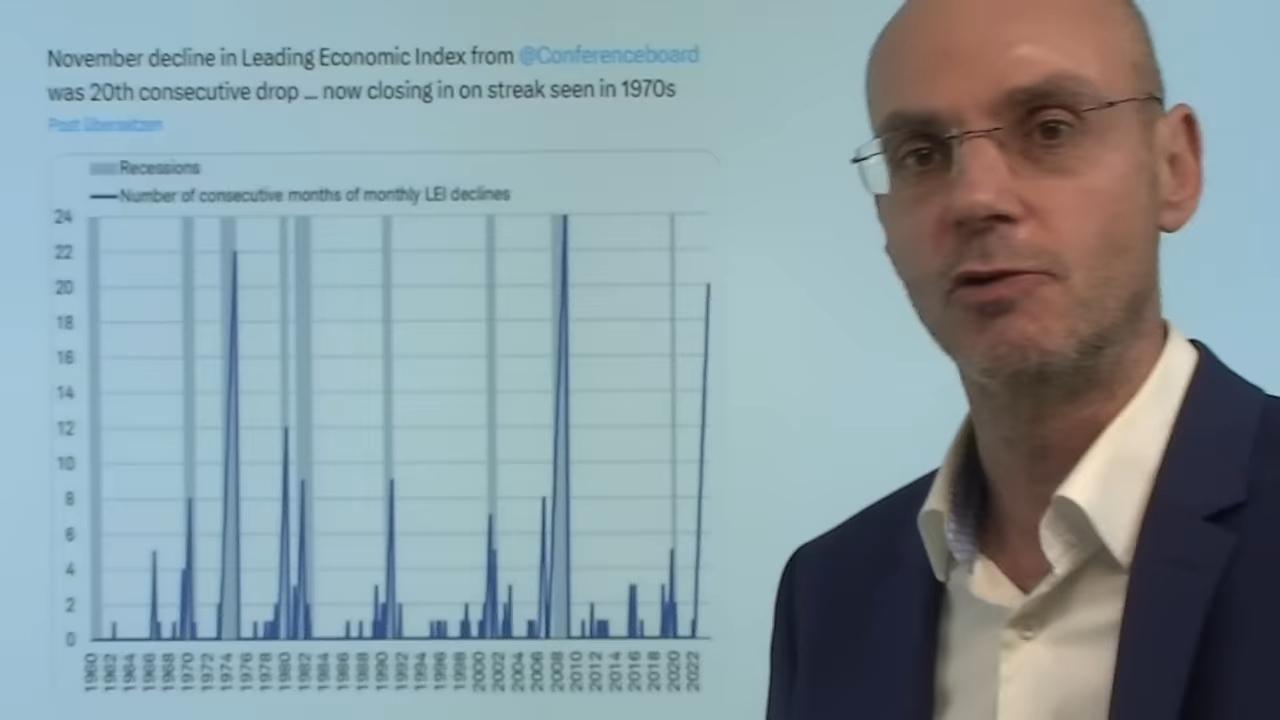 November decline in Leading Economic Index from @Conferenceboard
was 20th consecutive drop ... now closing in on streak seen in 1970s
Post übersetzen
Recessions
Number of consecutive months of monthly LEI declines
24
22
20
18
16
14
12
10
8
6
4
2
0
1960 1962 1964 1966 1968 1970 1972 1974 1976 1978 1980 1982 1984 1986 1988 1990 1992 1994 1996 1998 2000 2002 2004 2006 2008 2010 2012 2014 2016 2018 2020 2022